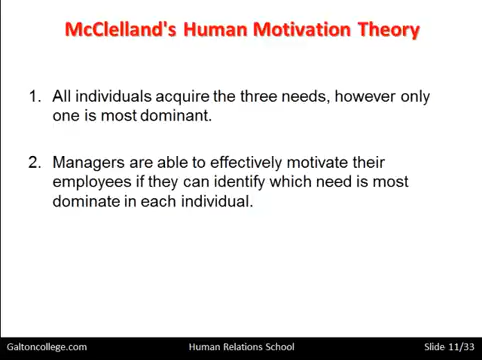 McClelland's Human Motivation Theory
1. All individuals acquire the three needs, however only
one is most dominant.
2. Managers are able to effectively motivate their
employees if they can identify which need is most
dominate in each individual.
Galtoncollege.com Human Relations School Slide 11/33